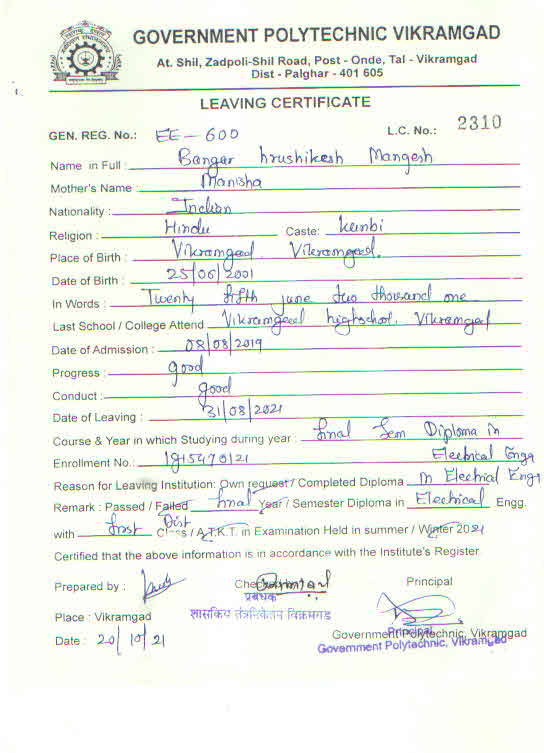 GOVERNMENT POLYTECHNIC VIKRAMGAD
At. Shil, Zadpoli-Shil Road, Post - Onde, Tal - Vikramgad
Dist - Palghar - 401 605
LEAVING CERTIFICATE
GEN. REG. No.: EE-600 L.C. No.: 2310
Name in Full : Bangar hrushikesh Mangesh
Mother's Name : Manisha
Nationality : Indian
Religion : Hindu Caste: Kunbi
Place of Birth : Vikramgad, Vikramgad.
Date of Birth : 25/06/2001
In Words : Twenty fifth june two thousand one
Last School / College Attend Vikramgad highschool, Vikramgad
Date of Admission : 08/08/2019
Progress : good
Conduct : good
Date of Leaving : 31/08/2021
Course & Year in which Studying during year : final Sem Diploma in
Electrical Engg
Enrollment No.: 1915470121
Reason for Leaving Institution: Own request / Completed Diploma in Electrical Engg
Remark : Passed / Failed final Year / Semester Diploma in Electrical Engg.
with first Dist Class / A.T.K.T. in Examination Held in summer / Winter 2021
Certified that the above information is in accordance with the Institute's Register
Prepared by : Checked Principal
प्रबंधक
Place : Vikramgad शासकिय तंत्रनिकेतन विक्रमगड
Date : 20/10/21 Government Polytechnic, Vikramgad
Principal
Government Polytechnic, Vikramgad